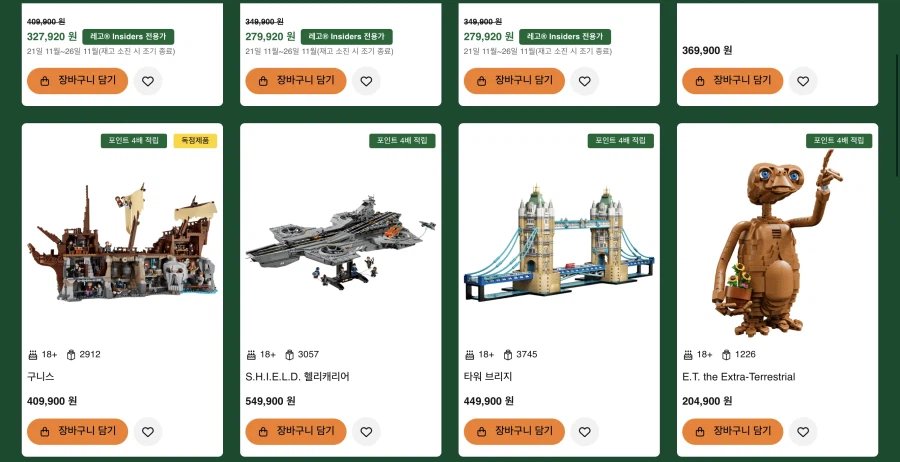 409,900 원
327,920 원 레고® Insiders 전용가
21일 11월~26일 11월(재고 소진 시 조기 종료)
장바구니 담기
349,900 원
279,920 원 레고® Insiders 전용가
21일 11월~26일 11월(재고 소진 시 조기 종료)
장바구니 담기
349,900 원
279,920 원 레고® Insiders 전용가
21일 11월~26일 11월(재고 소진 시 조기 종료)
장바구니 담기
369,900 원
장바구니 담기
포인트 4배 적립 독점제품
18+ 2912
구니스
409,900 원
장바구니 담기
포인트 4배 적립
18+ 3057
S.H.I.E.L.D. 헬리캐리어
549,900 원
장바구니 담기
포인트 4배 적립
18+ 3745
타워 브리지
449,900 원
장바구니 담기
포인트 4배 적립
18+ 1226
E.T. the Extra-Terrestrial
204,900 원
장바구니 담기